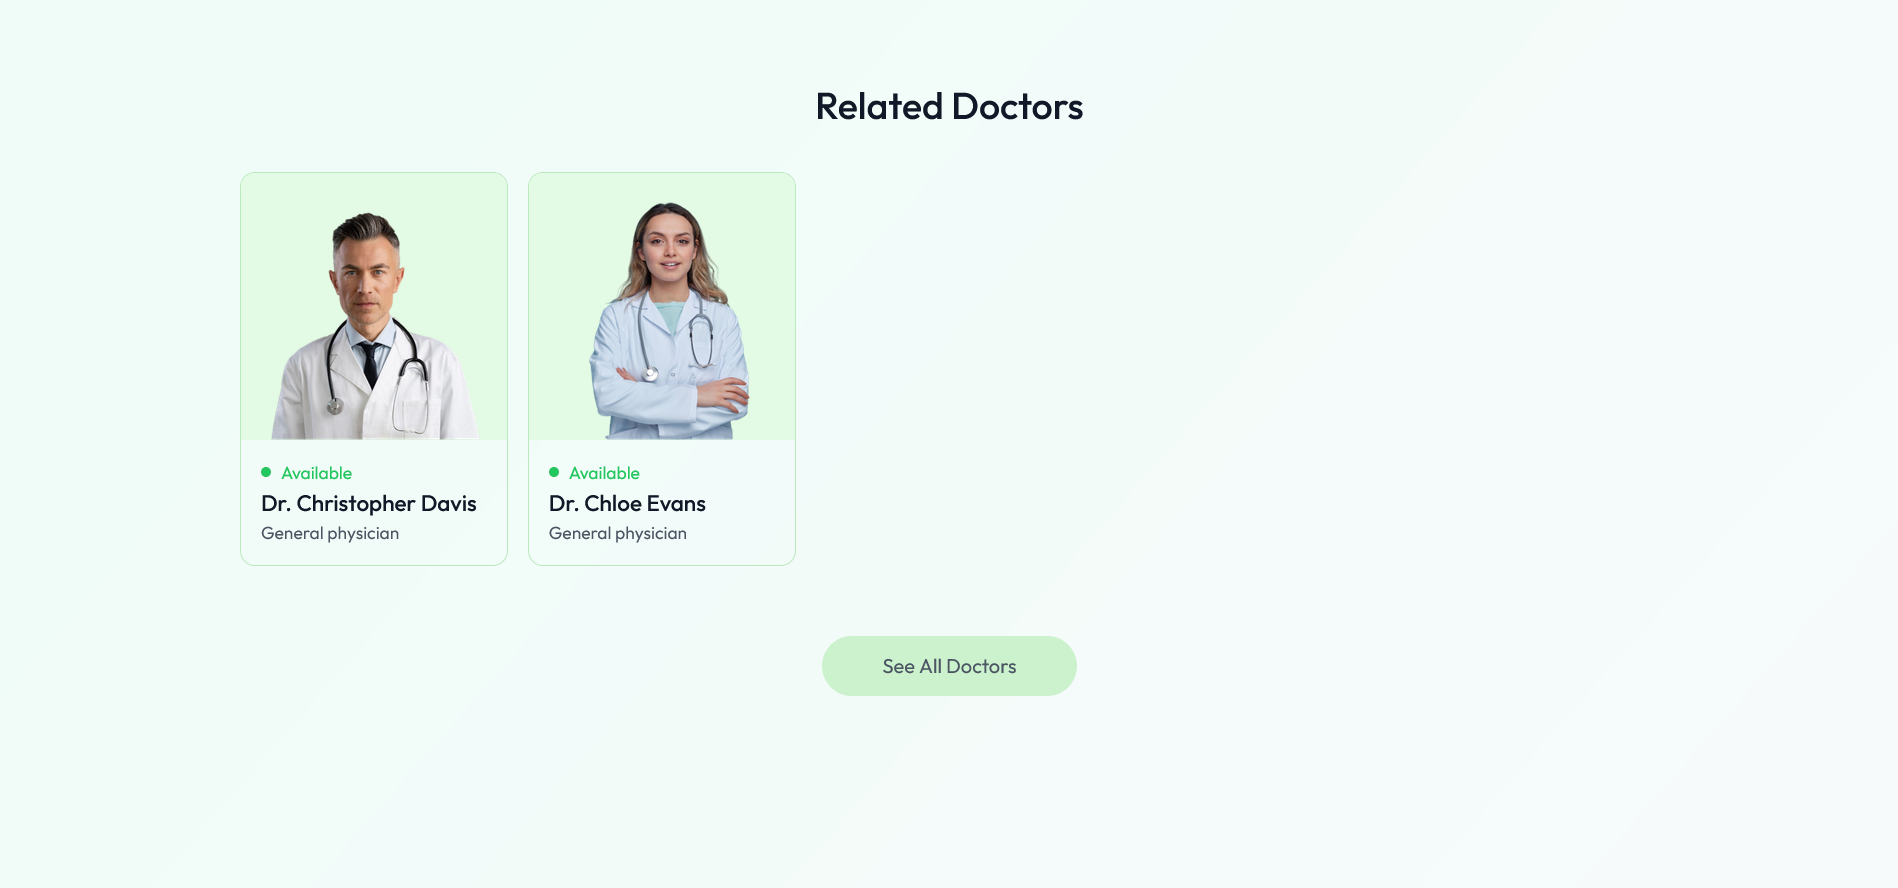 Related Doctors
Available
Dr. Christopher Davis
General physician
Available
Dr. Chloe Evans
General physician
See All Doctors